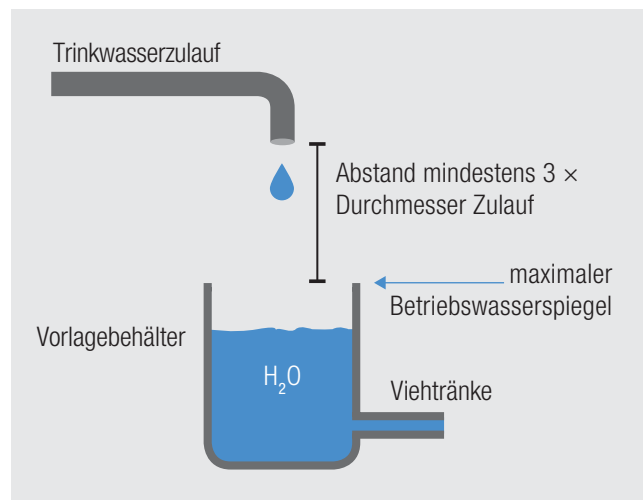 Trinkwasserzulauf
Abstand mindestens 3 ×
Durchmesser Zulauf
maximaler
Betriebswasserspiegel
Vorlagebehälter
H₂O
Viehtränke